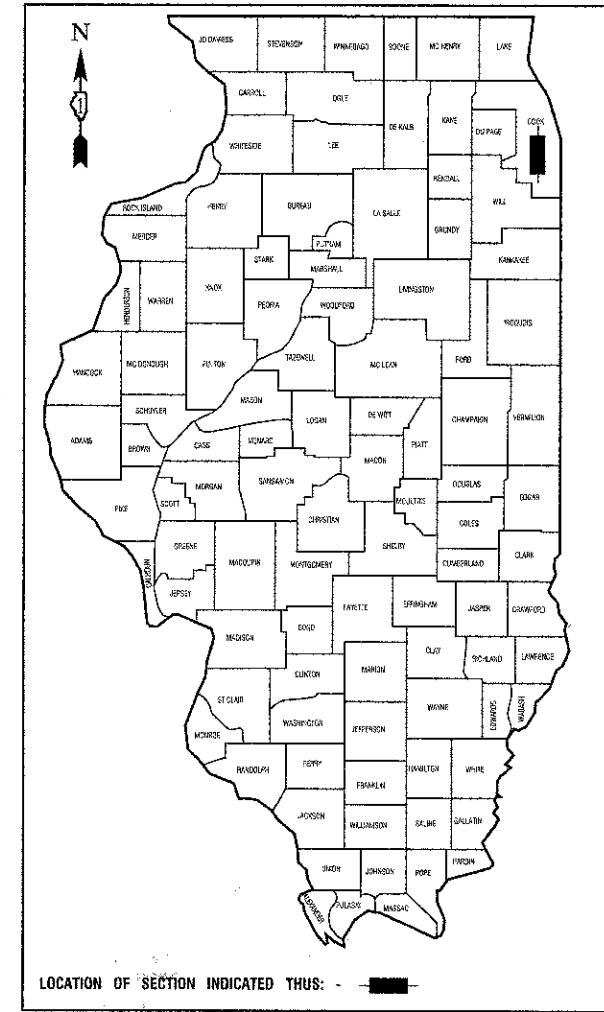 N
1
JO DAVIESS STEVENSON WINNEBAGO BOONE MC HENRY LAKE
CARROLL OGLE DE KALB KANE DU PAGE COOK
WHITESIDE LEE
KENDALL WILL
ROCK ISLAND HENRY BUREAU LA SALLE
GRUNDY
MERCER PUTNAM
STARK MARSHALL KANKAKEE
HENDERSON WARREN KNOX PEORIA WOODFORD LIVINGSTON IROQUOIS
HANCOCK MC DONOUGH FULTON TAZEWELL MC LEAN FORD
MASON
SCHUYLER LOGAN DE WITT CHAMPAIGN VERMILION
ADAMS BROWN CASS MENARD PIATT
MACON
MORGAN SANGAMON DOUGLAS
PIKE SCOTT MOULTRIE EDGAR
CHRISTIAN COLES
GREENE SHELBY
CALHOUN MACOUPIN MONTGOMERY CUMBERLAND CLARK
JERSEY FAYETTE EFFINGHAM JASPER CRAWFORD
MADISON BOND
CLAY RICHLAND LAWRENCE
CLINTON MARION
ST CLAIR WAYNE EDWARDS WABASH
WASHINGTON JEFFERSON
MONROE
RANDOLPH PERRY HAMILTON WHITE
FRANKLIN
JACKSON WILLIAMSON SALINE GALLATIN
UNION JOHNSON POPE HARDIN
ALEXANDER PULASKI MASSAC
LOCATION OF SECTION INDICATED THUS: -